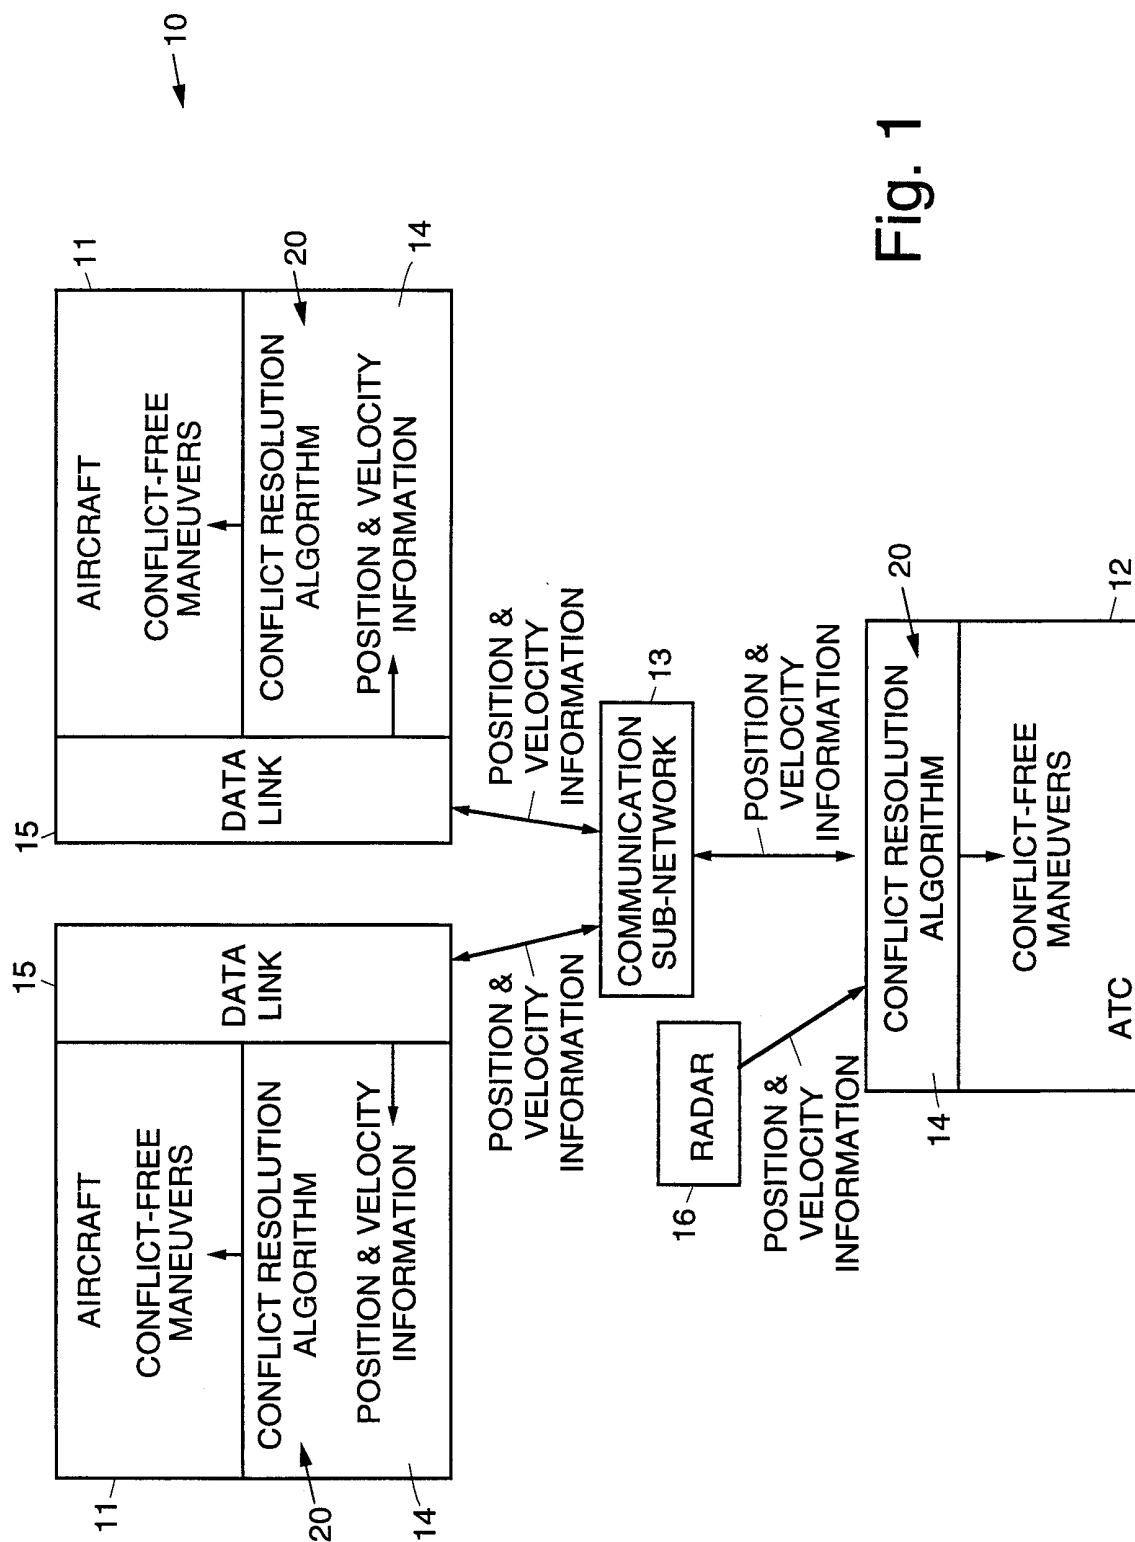 10
11
AIRCRAFT
CONFLICT-FREE
MANEUVERS
20
CONFLICT RESOLUTION
ALGORITHM
POSITION & VELOCITY
INFORMATION
14
15
DATA
LINK
15
DATA
LINK
11
AIRCRAFT
CONFLICT-FREE
MANEUVERS
20
CONFLICT RESOLUTION
ALGORITHM
POSITION & VELOCITY
INFORMATION
14
POSITION &
VELOCITY
INFORMATION
POSITION &
VELOCITY
INFORMATION
13
COMMUNICATION
SUB-NETWORK
16
RADAR
POSITION &
VELOCITY
INFORMATION
POSITION &
VELOCITY
INFORMATION
20
CONFLICT RESOLUTION
ALGORITHM
14
CONFLICT-FREE
MANEUVERS
ATC
12
Fig. 1